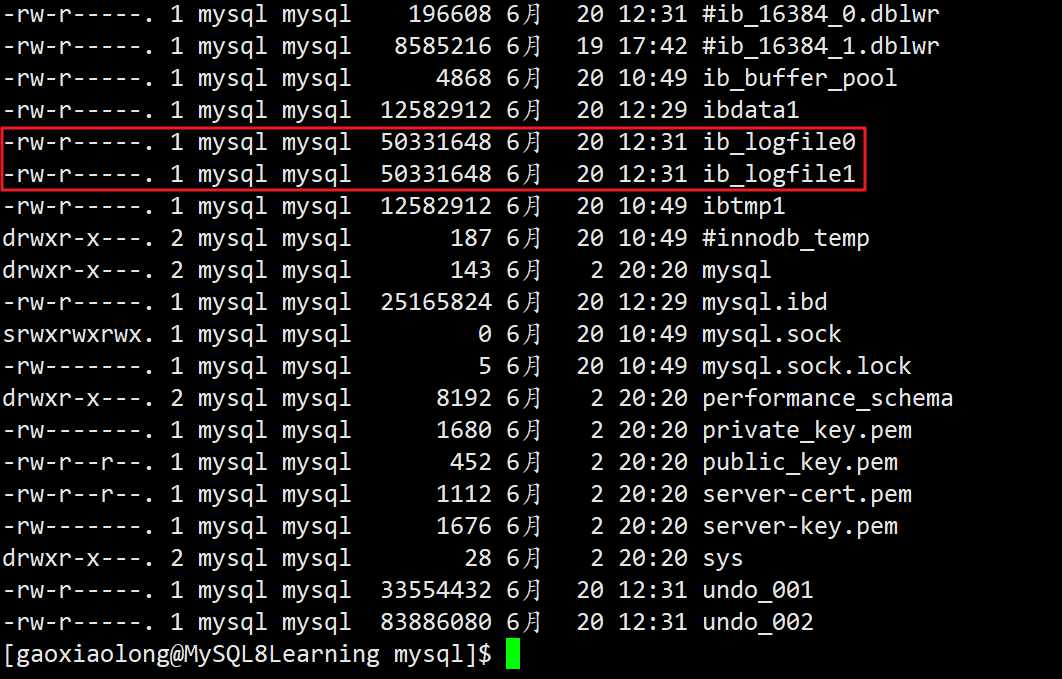 -rw-r-----. 1 mysql mysql    196608 6月  20 12:31 #ib_16384_0.dblwr
-rw-r-----. 1 mysql mysql   8585216 6月  19 17:42 #ib_16384_1.dblwr
-rw-r-----. 1 mysql mysql      4868 6月  20 10:49 ib_buffer_pool
-rw-r-----. 1 mysql mysql  12582912 6月  20 12:29 ibdata1
-rw-r-----. 1 mysql mysql  50331648 6月  20 12:31 ib_logfile0
-rw-r-----. 1 mysql mysql  50331648 6月  20 12:31 ib_logfile1
-rw-r-----. 1 mysql mysql  12582912 6月  20 10:49 ibtmp1
drwxr-x---. 2 mysql mysql       187 6月  20 10:49 #innodb_temp
drwxr-x---. 2 mysql mysql       143 6月   2 20:20 mysql
-rw-r-----. 1 mysql mysql  25165824 6月  20 12:29 mysql.ibd
srwxrwxrwx. 1 mysql mysql         0 6月  20 10:49 mysql.sock
-rw-------. 1 mysql mysql         5 6月  20 10:49 mysql.sock.lock
drwxr-x---. 2 mysql mysql      8192 6月   2 20:20 performance_schema
-rw-------. 1 mysql mysql      1680 6月   2 20:20 private_key.pem
-rw-r--r--. 1 mysql mysql       452 6月   2 20:20 public_key.pem
-rw-r--r--. 1 mysql mysql      1112 6月   2 20:20 server-cert.pem
-rw-------. 1 mysql mysql      1676 6月   2 20:20 server-key.pem
drwxr-x---. 2 mysql mysql        28 6月   2 20:20 sys
-rw-r-----. 1 mysql mysql  33554432 6月  20 12:31 undo_001
-rw-r-----. 1 mysql mysql  83886080 6月  20 12:31 undo_002
[gaoxiaolong@MySQL8Learning mysql]$